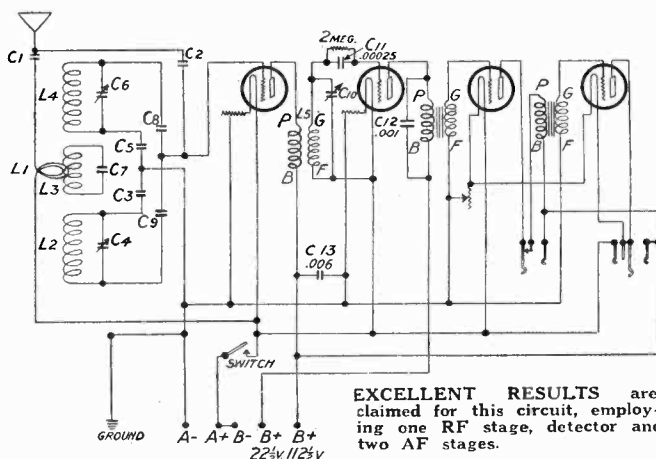 C1
C2
L4
C6
C8
C5
L1
L3
C7
C3
L2
C4
C9
P
L5
G
B
F
2 MEG.
C11
.00025
C10
C12
.001
P
G
B
F
P
G
B
F
C 13
.006
SWITCH
GROUND
A-
A+
B-
B+
B+
22½V.
112½V
EXCELLENT RESULTS are
claimed for this circuit, employ-
ing one RF stage, detector and
two AF stages.